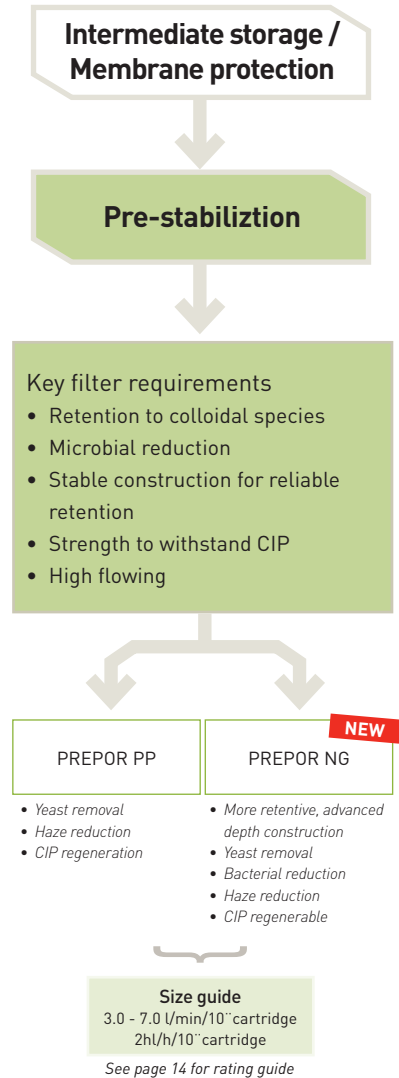 Intermediate storage /
Membrane protection
Pre-stabiliztion
Key filter requirements
• Retention to colloidal species
• Microbial reduction
• Stable construction for reliable
retention
• Strength to withstand CIP
• High flowing
NEW
PREPOR PP
• Yeast removal
• Haze reduction
• CIP regeneration
PREPOR NG
• More retentive, advanced
depth construction
• Yeast removal
• Bacterial reduction
• Haze reduction
• CIP regenerable
Size guide
3.0 - 7.0 l/min/10¨cartridge
2hl/h/10¨cartridge
See page 14 for rating guide